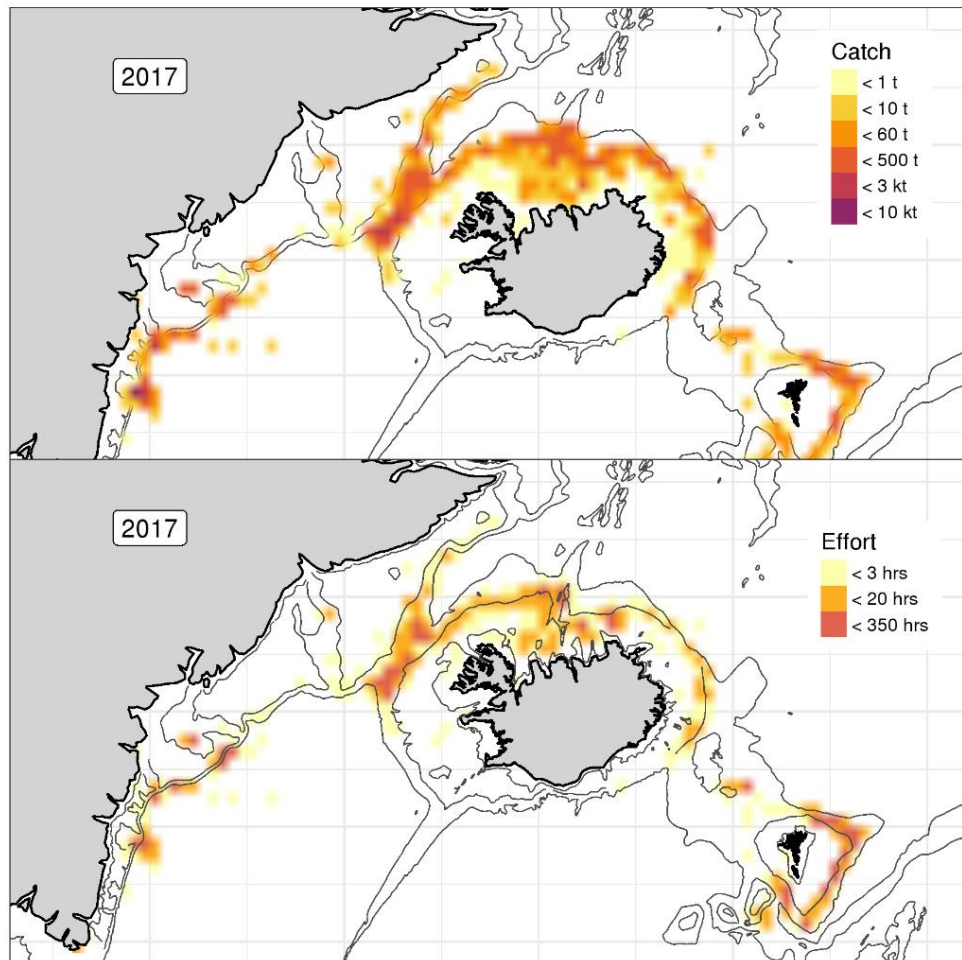 2017
Catch
< 1 t
< 10 t
< 60 t
< 500 t
< 3 kt
< 10 kt
2017
Effort
< 3 hrs
< 20 hrs
< 350 hrs